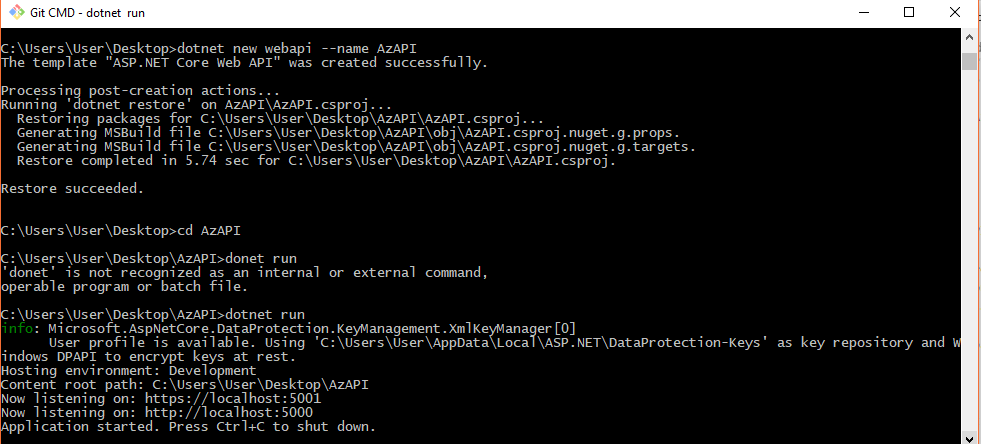 Git CMD - dotnet run
C:\Users\User\Desktop>dotnet new webapi --name AzAPI
The template "ASP.NET Core Web API" was created successfully.
Processing post-creation actions...
Running 'dotnet restore' on AzAPI\AzAPI.csproj...
  Restoring packages for C:\Users\User\Desktop\AzAPI\AzAPI.csproj...
  Generating MSBuild file C:\Users\User\Desktop\AzAPI\obj\AzAPI.csproj.nuget.g.props.
  Generating MSBuild file C:\Users\User\Desktop\AzAPI\obj\AzAPI.csproj.nuget.g.targets.
  Restore completed in 5.74 sec for C:\Users\User\Desktop\AzAPI\AzAPI.csproj.
Restore succeeded.
C:\Users\User\Desktop>cd AzAPI
C:\Users\User\Desktop\AzAPI>donet run
'donet' is not recognized as an internal or external command,
operable program or batch file.
C:\Users\User\Desktop\AzAPI>dotnet run
info: Microsoft.AspNetCore.DataProtection.KeyManagement.XmlKeyManager[0]
      User profile is available. Using 'C:\Users\User\AppData\Local\ASP.NET\DataProtection-Keys' as key repository and W
indows DPAPI to encrypt keys at rest.
Hosting environment: Development
Content root path: C:\Users\User\Desktop\AzAPI
Now listening on: https://localhost:5001
Now listening on: http://localhost:5000
Application started. Press Ctrl+C to shut down.